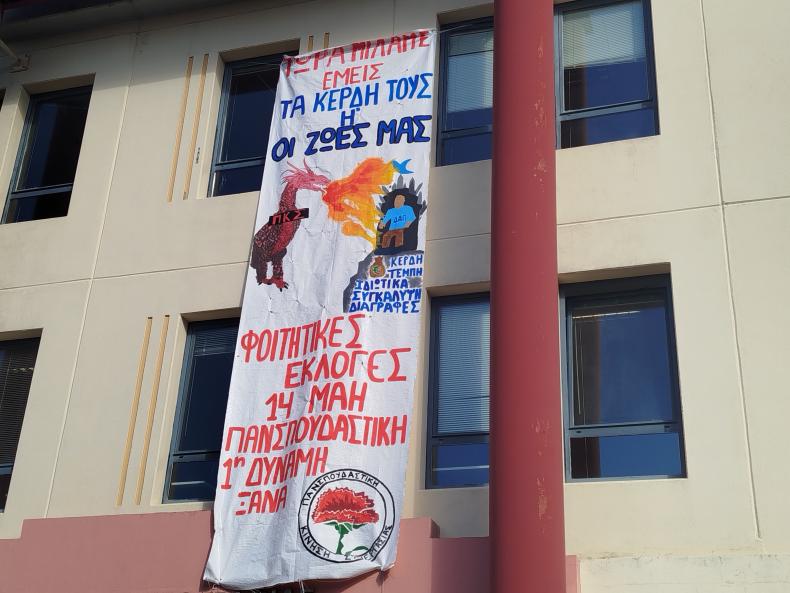 ΤΩΡΑ ΜΙΛΑΜΕ
ΕΜΕΙΣ
ΤΑ ΚΕΡΔΗ ΤΟΥΣ
Η'
ΟΙ ΖΩΕΣ ΜΑΣ
ΠΚΣ
ΔΑΠ
ΚΕΡΔΗ
ΤΕΜΠΗ
ΙΔΙΩΤΙΚΑ
ΣΥΓΚΑΛΥΨΗ
ΔΙΑΓΡΑΦΕΣ
ΦΟΙΤΗΤΙΚΕΣ
ΕΚΛΟΓΕΣ
14 ΜΑΗ
ΠΑΝΣΠΟΥΔΑΣΤΙΚΗ
1η ΔΥΝΑΜΗ
ΞΑΝΑ
ΠΑΝΣΠΟΥΔΑΣΤΙΚΗ
ΚΙΝΗΣΗ